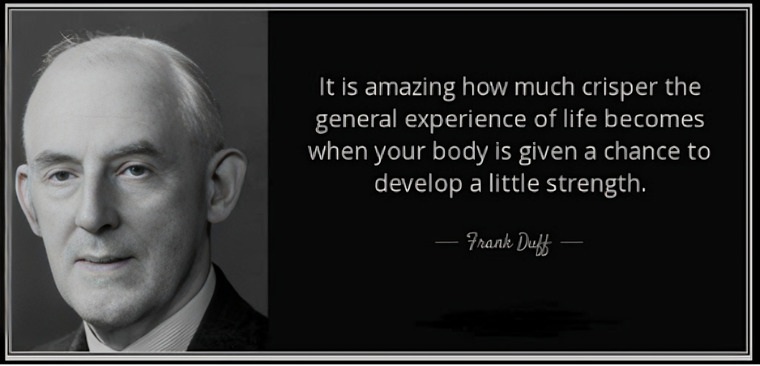 It is amazing how much crisper the
general experience of life becomes
when your body is given a chance to
develop a little strength.
— Frank Duff —